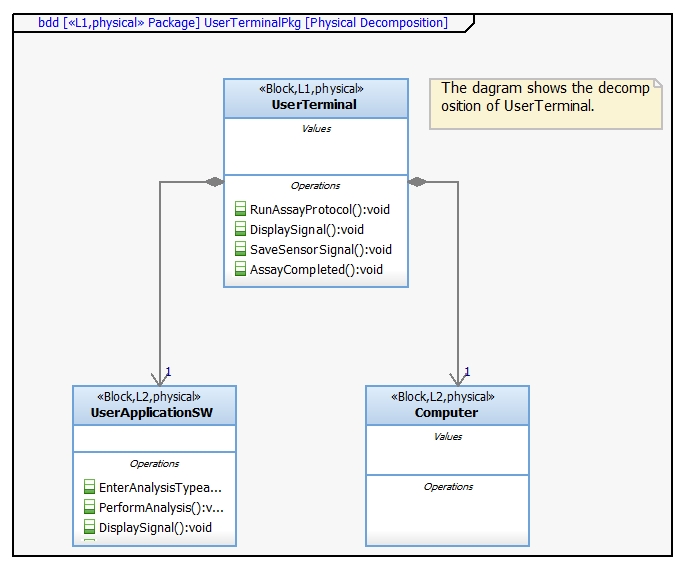 bdd [«L1,physical» Package] UserTerminalPkg [Physical Decomposition]
«Block,L1,physical»
UserTerminal
Values
Operations
RunAssayProtocol():void
DisplaySignal():void
SaveSensorSignal():void
AssayCompleted():void
The dagram shows the decomp
osition of UserTerminal.
1
1
«Block,L2,physical»
UserApplicationSW
Operations
EnterAnalysisTypea...
PerformAnalysis():v...
DisplaySignal():void
«Block,L2,physical»
Computer
Values
Operations